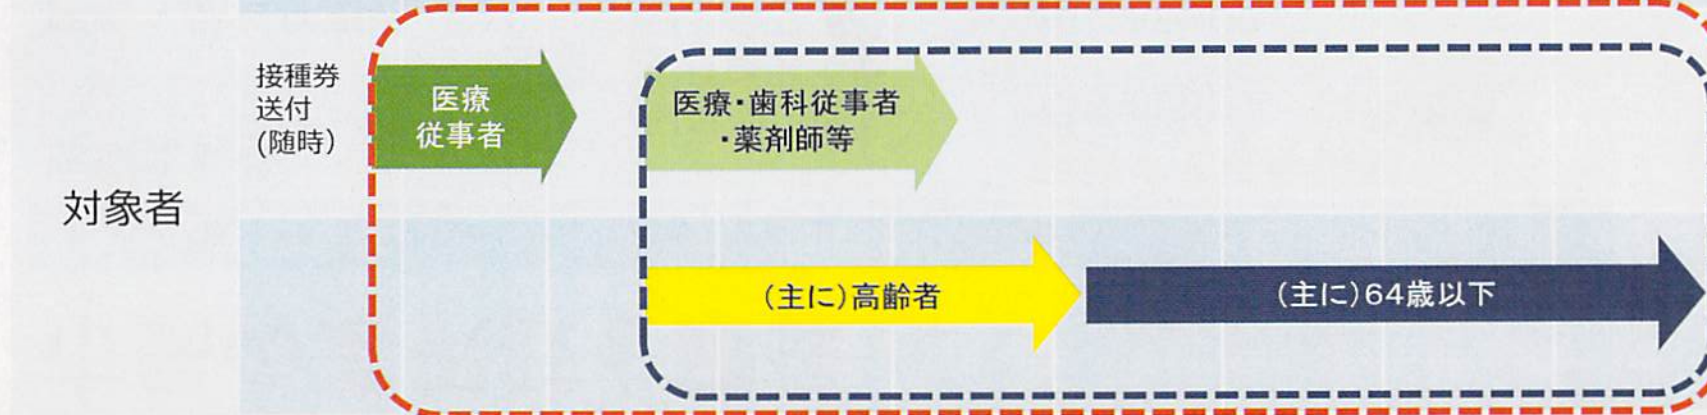 対象者
接種券
送付
(随時）
医療
従事者
医療・歯科従事者
・薬剤師等
(主に)高齢者
(主に)64歳以下